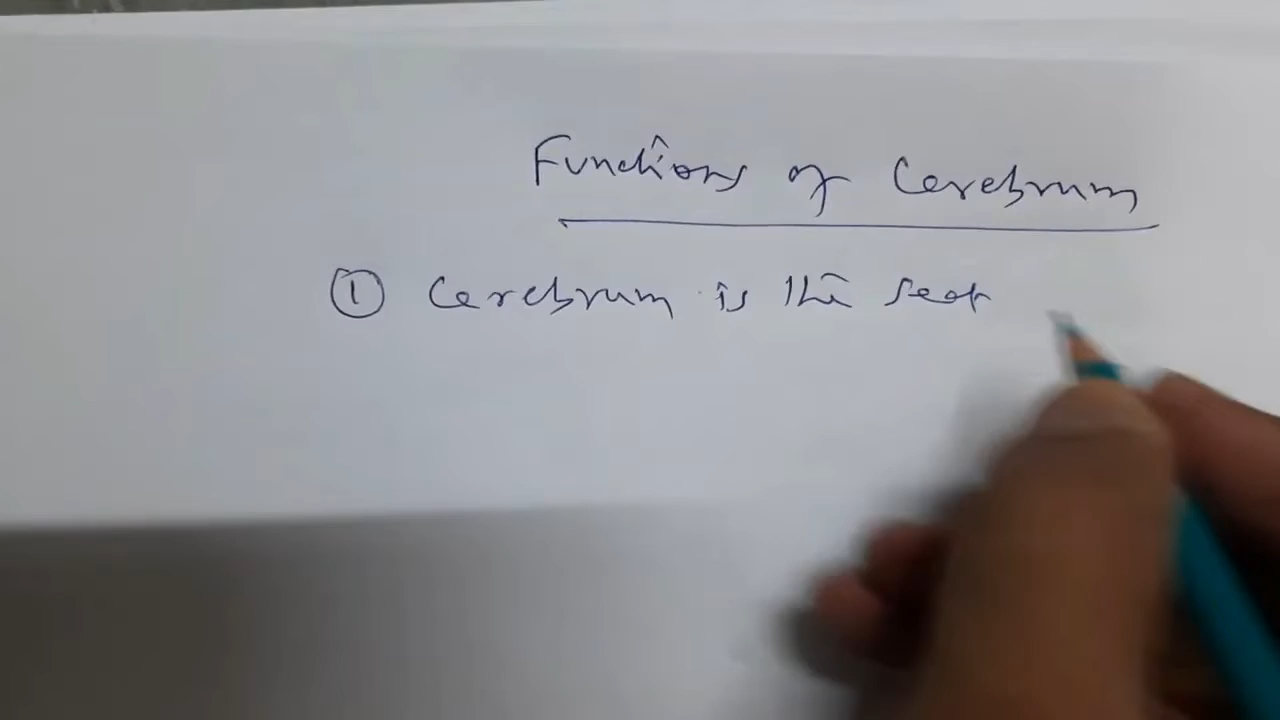 Functions of Cerebrum
① Cerebrum is the seat